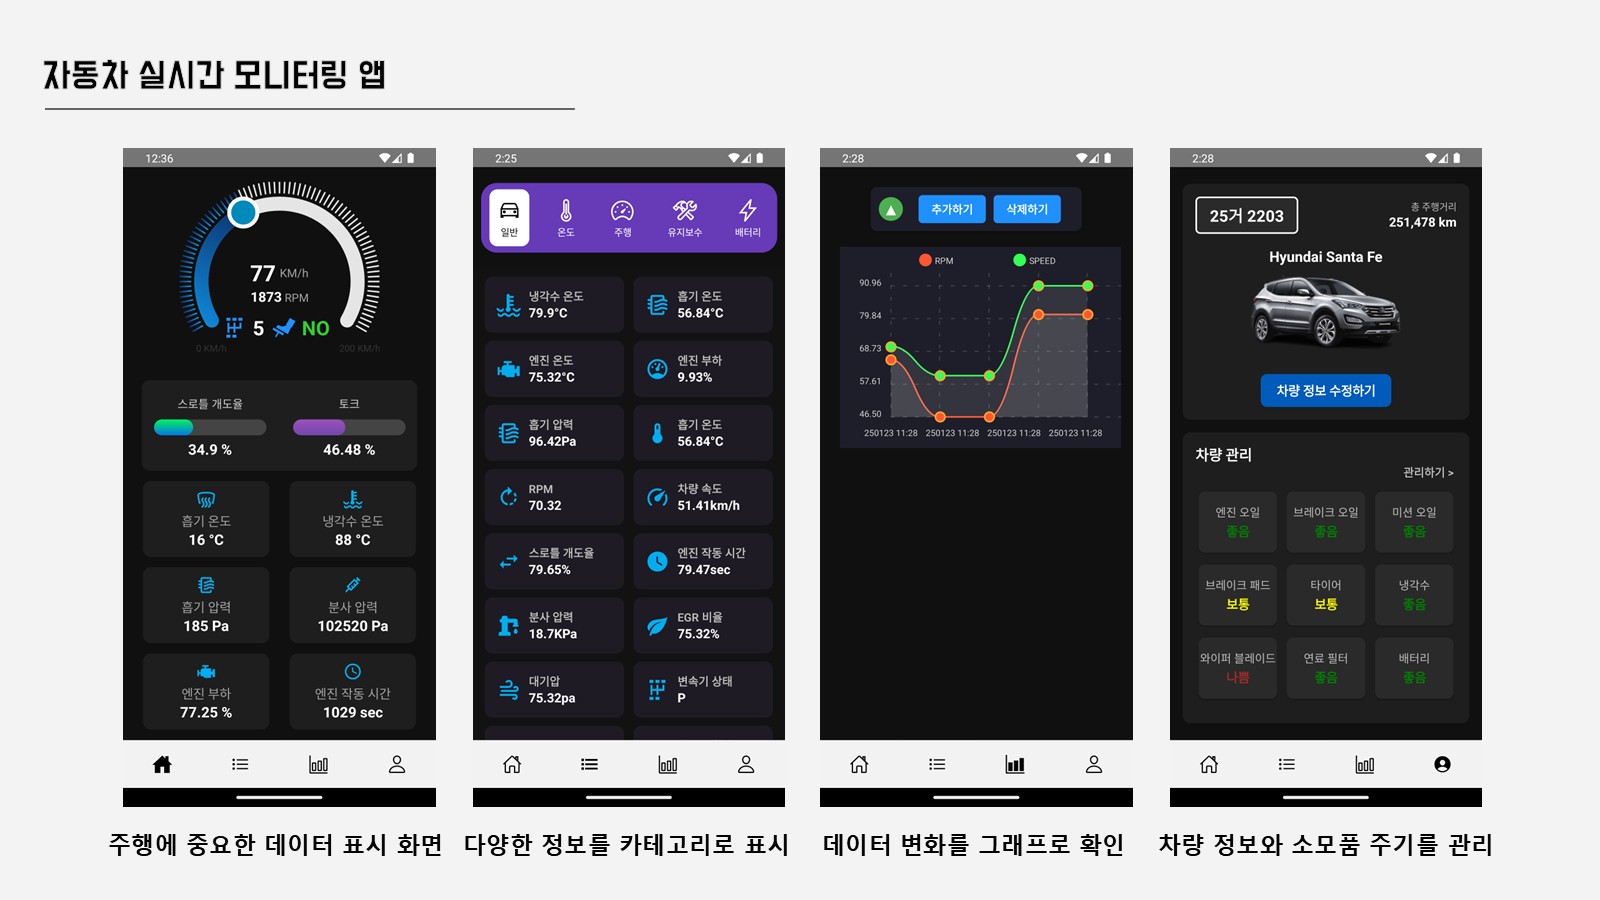 자동차 실시간 모니터링 앱
12:36
77 KM/h
1873 RPM
5 NO
0 KM/h 200 KM/h
스로틀 개도율 토크
34.9 % 46.48 %
흡기 온도 냉각수 온도
16 °C 88 °C
흡기 압력 분사 압력
185 Pa 102520 Pa
엔진 부하 엔진 작동 시간
77.25 % 1029 sec
주행에 중요한 데이터 표시 화면
2:25
일반 온도 주행 유지보수 배터리
냉각수 온도 흡기 온도
79.9°C 56.84°C
엔진 온도 엔진 부하
75.32°C 9.93%
흡기 압력 흡기 온도
96.42Pa 56.84°C
RPM 차량 속도
70.32 51.41km/h
스로틀 개도율 엔진 작동 시간
79.65% 79.47sec
분사 압력 EGR 비율
18.7KPa 75.32%
대기압 변속기 상태
75.32pa P
다양한 정보를 카테고리로 표시
2:28
추가하기 삭제하기
RPM SPEED
90.96
79.84
68.73
57.61
46.50
250123 11:28 250123 11:28 250123 11:28 250123 11:28
데이터 변화를 그래프로 확인
2:28
25거 2203
총 주행거리
251,478 km
Hyundai Santa Fe
차량 정보 수정하기
차량 관리
관리하기 >
엔진 오일 브레이크 오일 미션 오일
좋음 좋음 좋음
브레이크 패드 타이어 냉각수
보통 보통 좋음
와이퍼 블레이드 연료 필터 배터리
나쁨 좋음 좋음
차량 정보와 소모품 주기를 관리